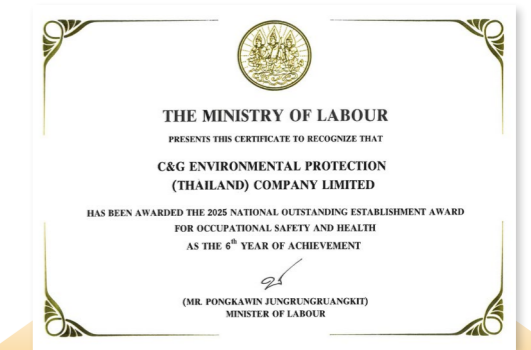 THE MINISTRY OF LABOUR
PRESENTS THIS CERTIFICATE TO RECOGNIZE THAT
C&G ENVIRONMENTAL PROTECTION
(THAILAND) COMPANY LIMITED
HAS BEEN AWARDED THE 2025 NATIONAL OUTSTANDING ESTABLISHMENT AWARD
FOR OCCUPATIONAL SAFETY AND HEALTH
AS THE 6th YEAR OF ACHIEVEMENT
(MR. PONGKAWIN JUNGRUNGRUANGKIT)
MINISTER OF LABOUR